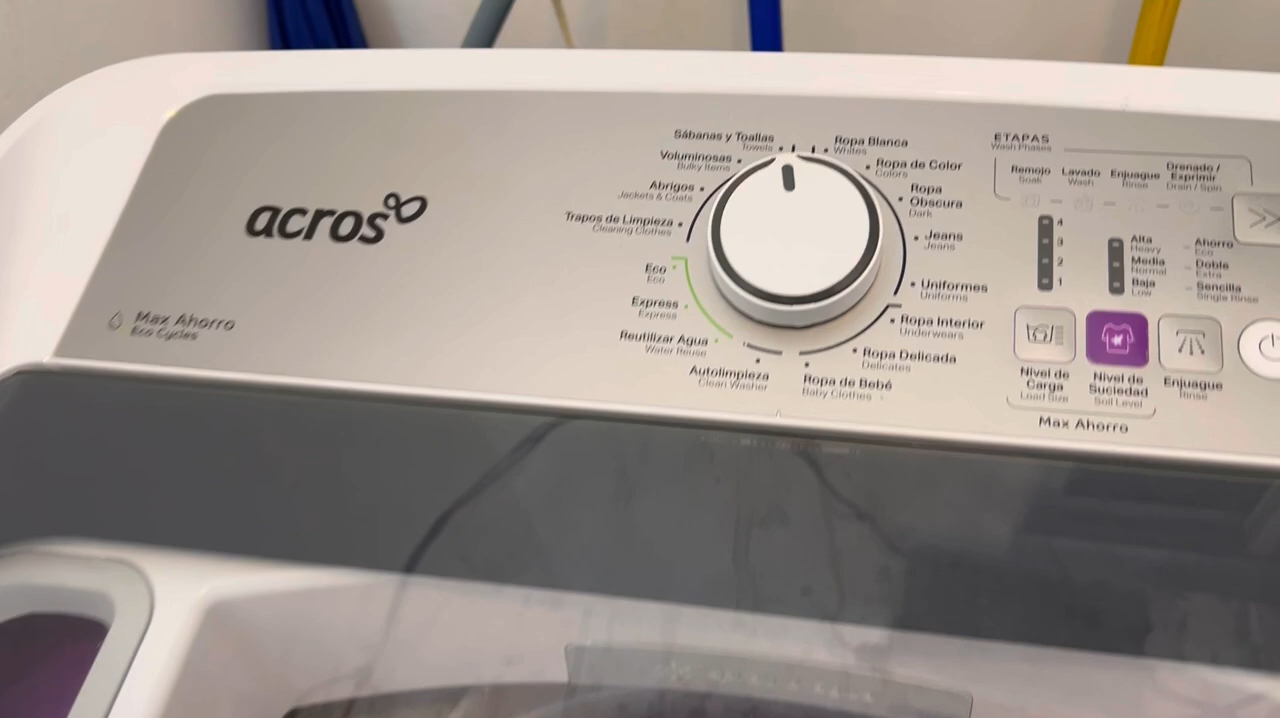 acros
Max Ahorro
Eco Cycles
Sábanas y Toallas
Towels
Voluminosas
Bulky Items
Abrigos
Jackets & Coats
Trapos de Limpieza
Cleaning Clothes
Eco
Eco
Express
Express
Reutilizar Agua
Water Reuse
Autolimpieza
Clean Washer
Ropa Blanca
Whites
Ropa de Color
Colors
Ropa
Obscura
Dark
Jeans
Jeans
Uniformes
Uniforms
Ropa Interior
Underwears
Ropa Delicada
Delicates
Ropa de Bebé
Baby Clothes
ETAPAS
Wash Phases
Remojo
Soak
Lavado
Wash
Enjuague
Rinse
Drenado /
Exprimir
Drain / Spin
4
3
2
1
Alta
Heavy
Media
Normal
Baja
Low
Ahorro
Eco
Doble
Extra
Sencilla
Single Rinse
Nivel de
Carga
Load Size
Nivel de
Suciedad
Soil Level
Enjuague
Rinse
Max Ahorro